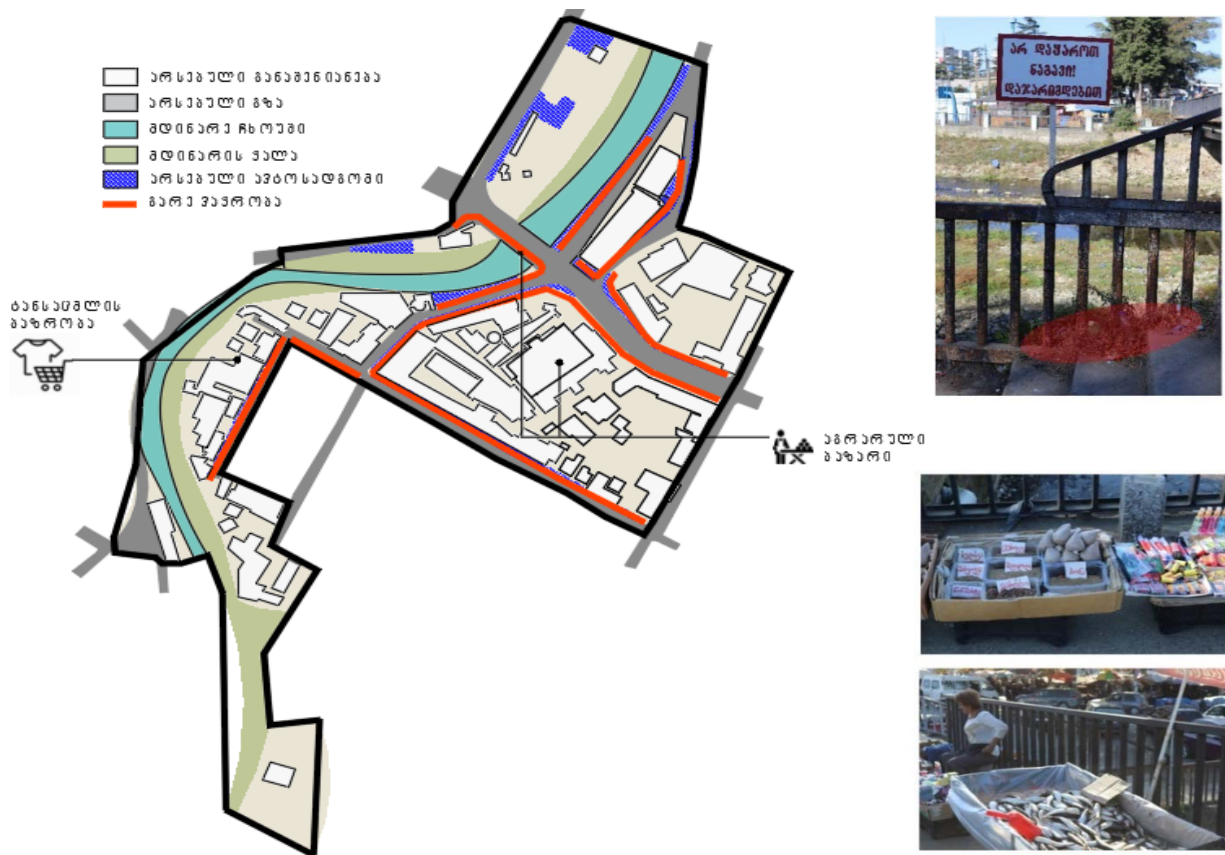 არსებული განაშენიანება
არსებული გზა
მდინარე ჩხოუში
მდინარის ჭალა
არსებული ავტოსადგომი
გარე ვაჭრობა
ტანსაცმლის
ბაზრობა
აგრარული
ბაზარი
არ დაყაროთ
ნაგავი!
დაჯარიმდებით